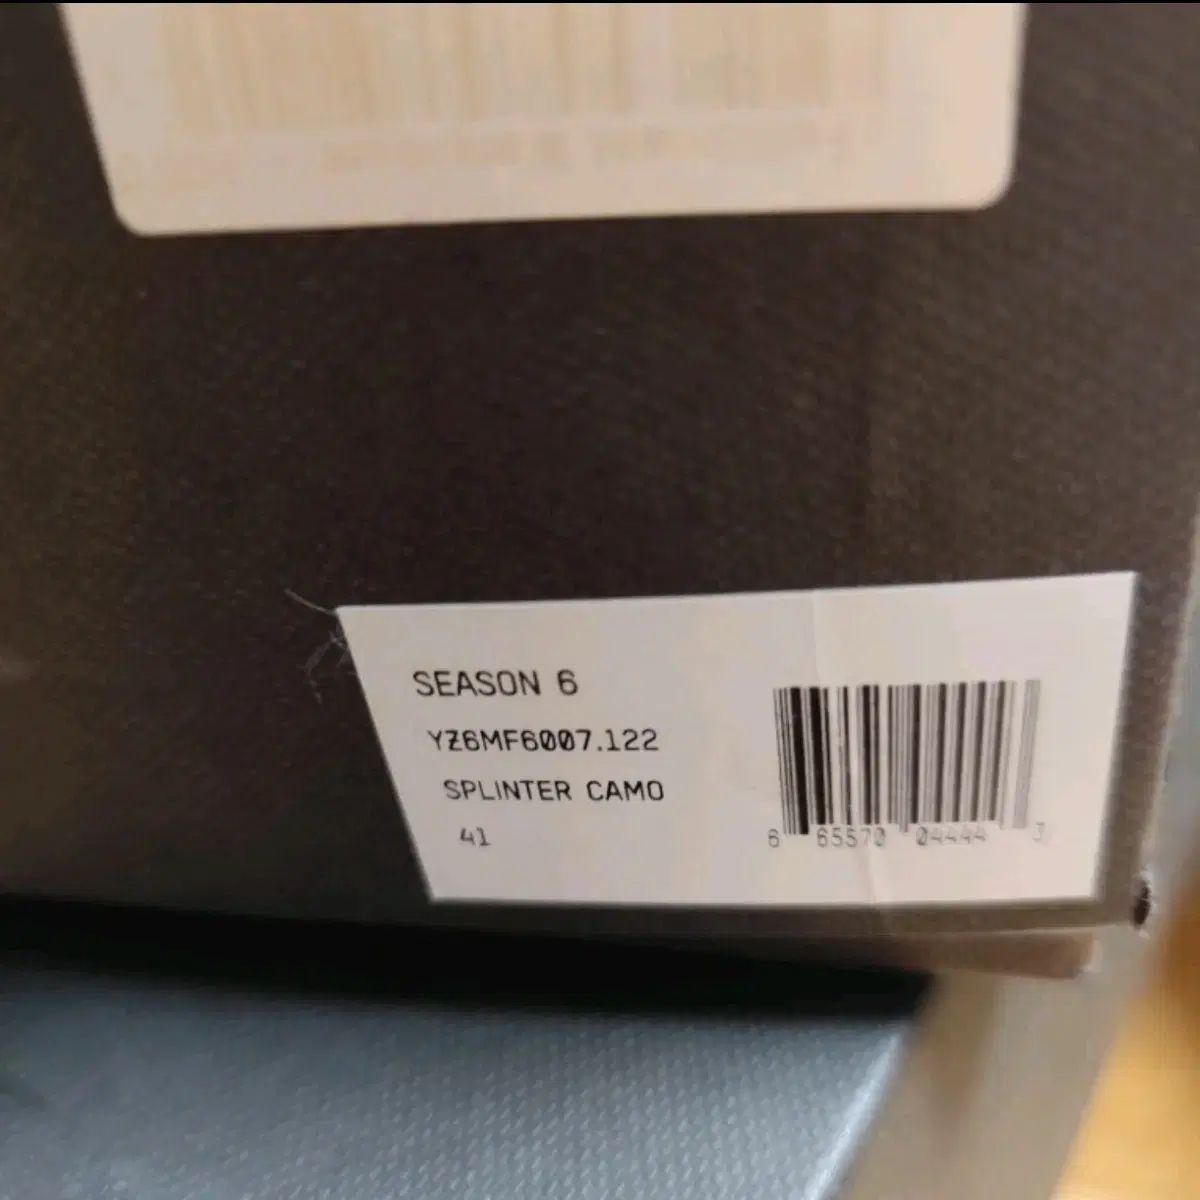 SEASON 6
YZ6MF6007.122
SPLINTER CAMO
41
6 65570 04444 3